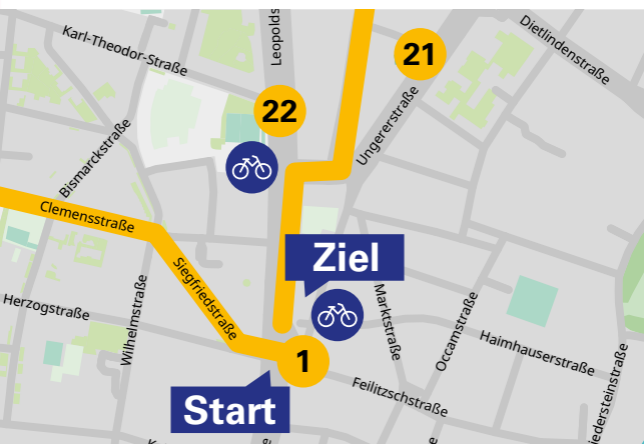 Karl-Theodor-Straße
Leopolds
21
Dietlindenstraße
22
Ungererstraße
Bismarckstraße
Clemensstraße
Siegfriedstraße
Ziel
Herzogstraße
Wilhelmstraße
Marktstraße
Occamstraße
Haimhauserstraße
1
Feilitzschstraße
iedersteinstraße
Start